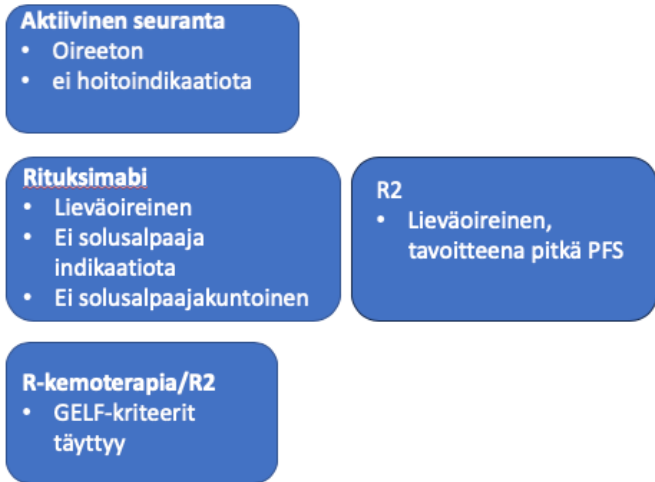 Aktiivinen seuranta
• Oireeton
• ei hoitoindikaatiota
Rituksimabi
• Lieväoireinen
• Ei solusalpaaja
indikaatiota
• Ei solusalpaajakuntoinen
R2
• Lieväoireinen,
tavoitteena pitkä PFS
R-kemoterapia/R2
• GELF-kriteerit
täyttyy